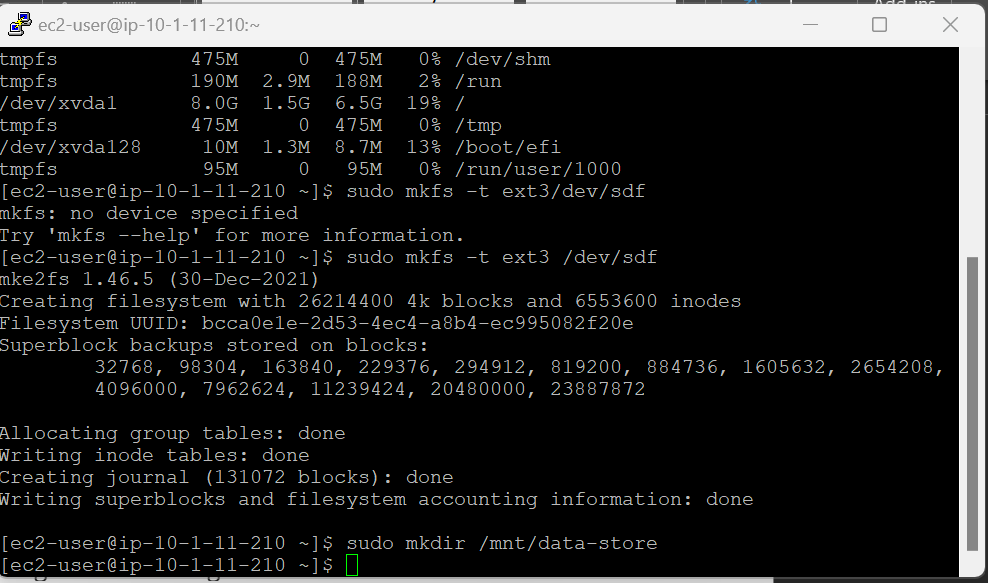 ec2-user@ip-10-1-11-210:~
tmpfs 475M 0 475M 0% /dev/shm
tmpfs 190M 2.9M 188M 2% /run
/dev/xvda1 8.0G 1.5G 6.5G 19% /
tmpfs 475M 0 475M 0% /tmp
/dev/xvda128 10M 1.3M 8.7M 13% /boot/efi
tmpfs 95M 0 95M 0% /run/user/1000
[ec2-user@ip-10-1-11-210 ~]$ sudo mkfs -t ext3/dev/sdf
mkfs: no device specified
Try 'mkfs --help' for more information.
[ec2-user@ip-10-1-11-210 ~]$ sudo mkfs -t ext3 /dev/sdf
mke2fs 1.46.5 (30-Dec-2021)
Creating filesystem with 26214400 4k blocks and 6553600 inodes
Filesystem UUID: bcca0e1e-2d53-4ec4-a8b4-ec995082f20e
Superblock backups stored on blocks:
32768, 98304, 163840, 229376, 294912, 819200, 884736, 1605632, 2654208,
4096000, 7962624, 11239424, 20480000, 23887872
Allocating group tables: done
Writing inode tables: done
Creating journal (131072 blocks): done
Writing superblocks and filesystem accounting information: done
[ec2-user@ip-10-1-11-210 ~]$ sudo mkdir /mnt/data-store
[ec2-user@ip-10-1-11-210 ~]$